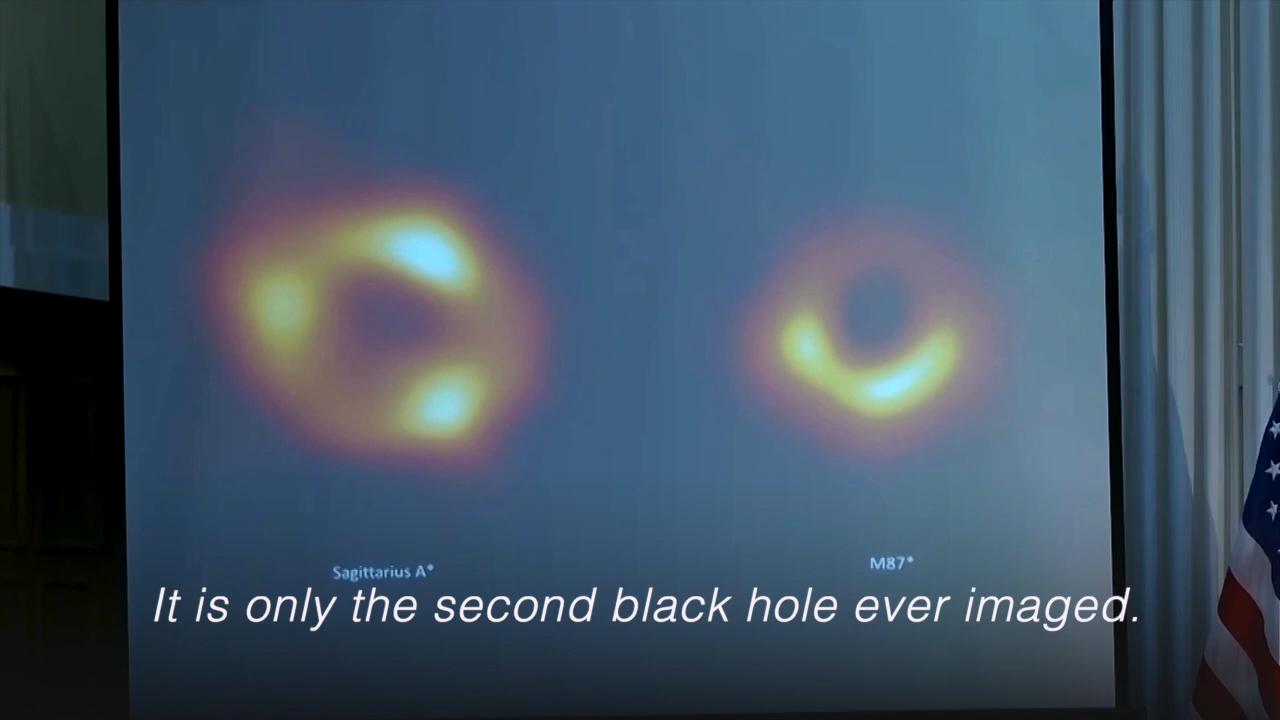 Sagittarius A*
M87*
It is only the second black hole ever imaged.